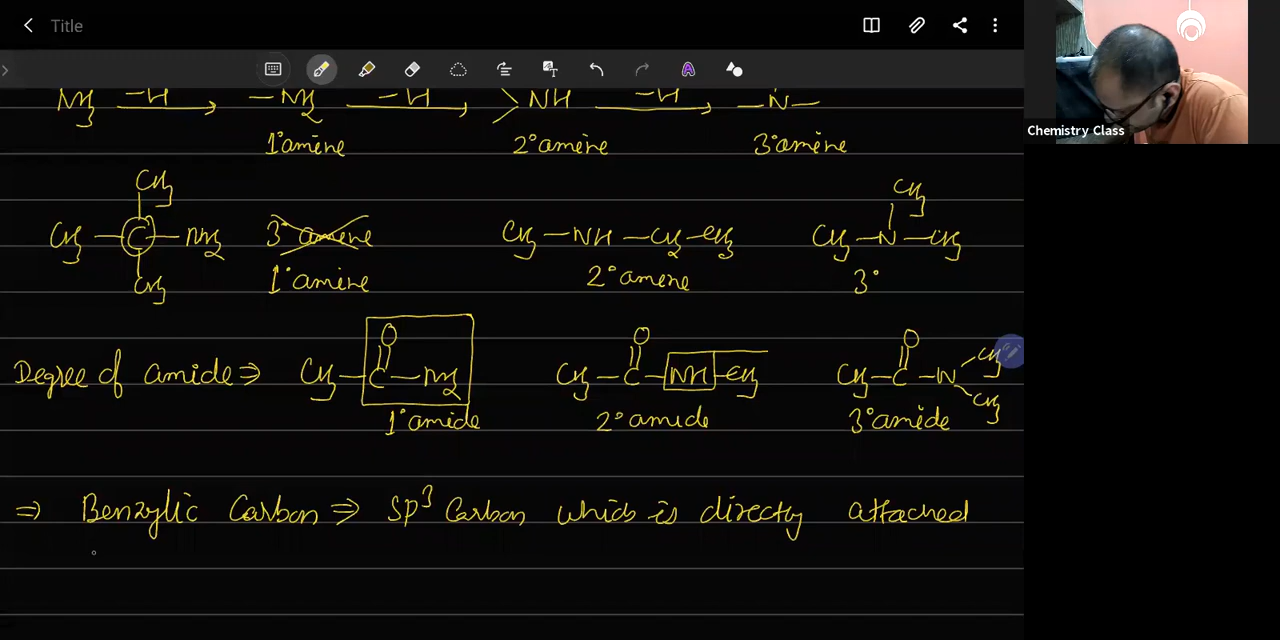 Title
Chemistry Class
NH3 —H→ —NH2 —H→ >NH —H→ —N—
1° amine 2° amine 3° amine
CH3
CH3
CH3 — C — NH2 3° amine CH3 — NH — CH2 — CH3 CH3 — N — CH3
CH3 1° amine 2° amine 3°
O O O
Degree of amide ⇒ CH3 — C — NH2 CH3 — C — NH — CH3 CH3 — C — N CH3
CH3
1° amide 2° amide 3° amide
⇒ Benzylic Carbon ⇒ SP3 Carbon which is directly attached